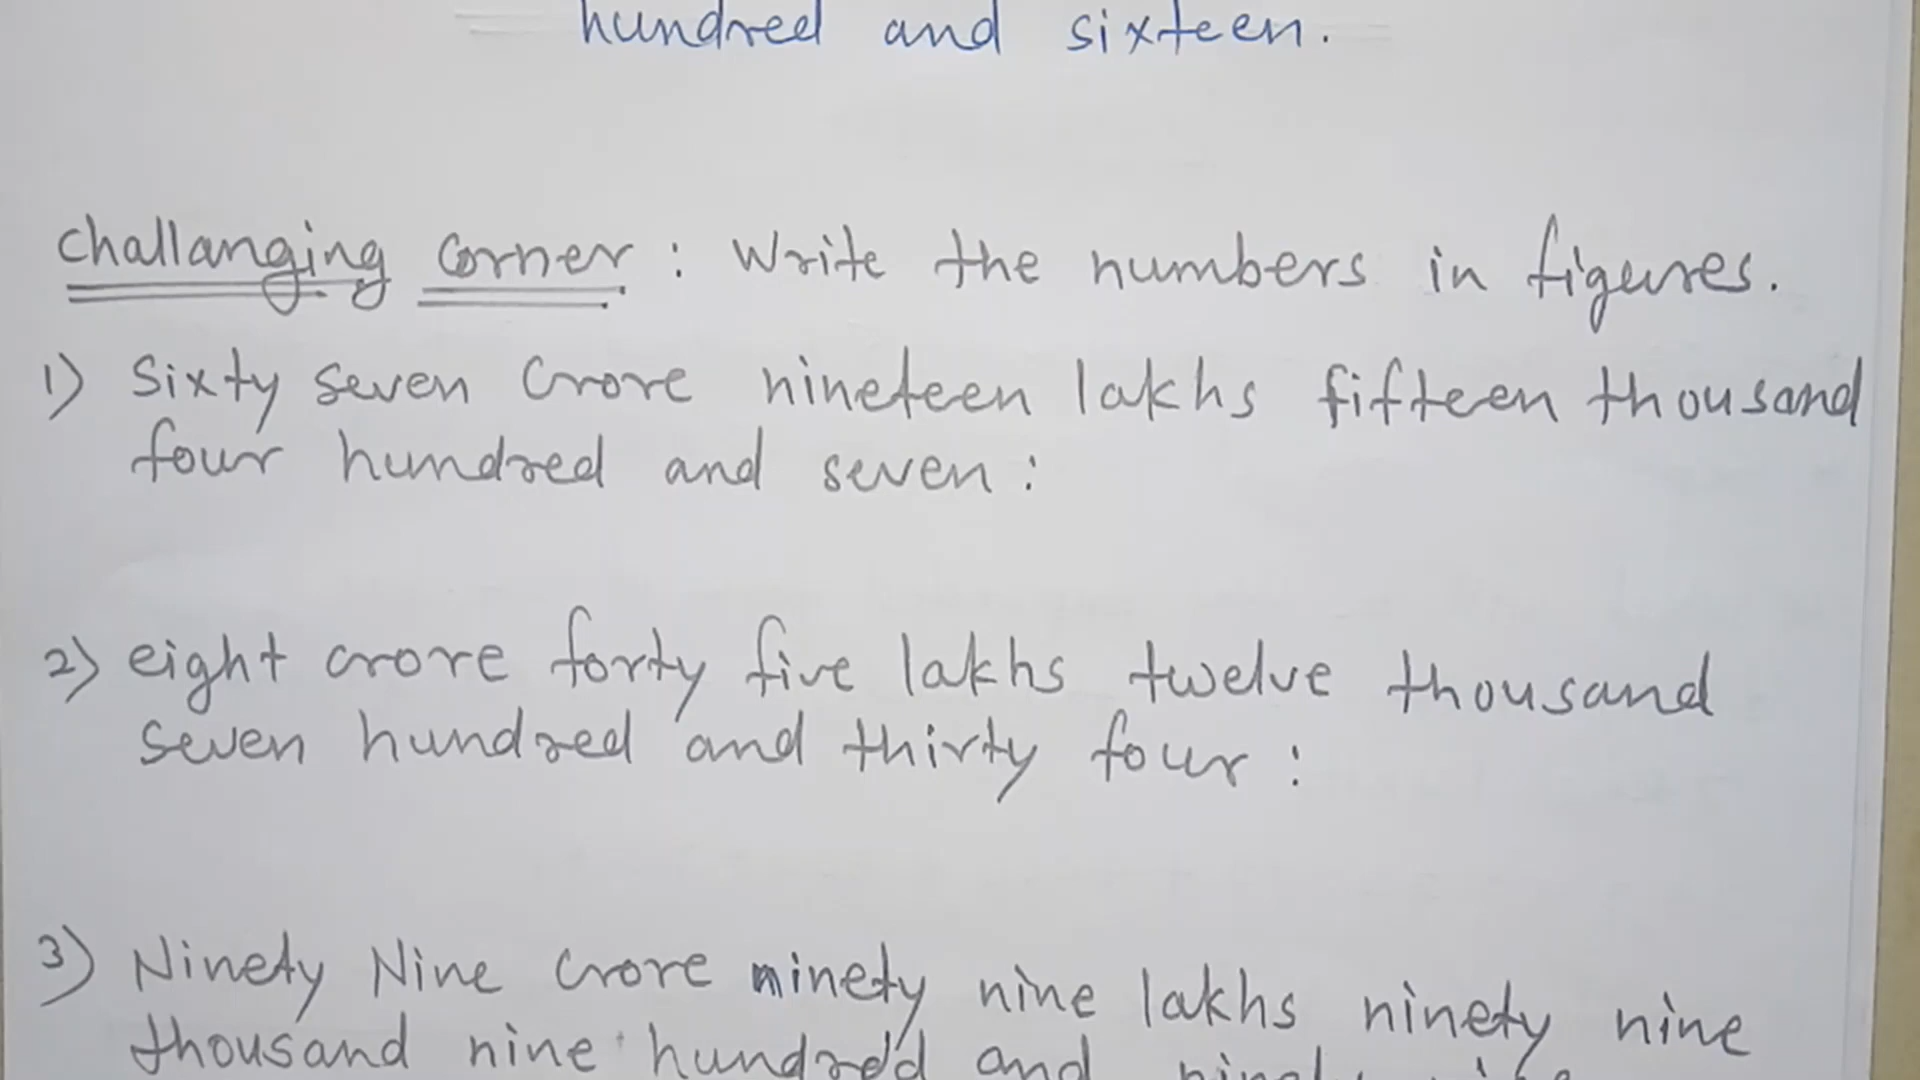 hundred and sixteen.
Challanging Corner : Write the numbers in figures.
1) Sixty seven Crore nineteen lakhs fifteen thousand
four hundred and seven :
2) eight crore forty five lakhs twelve thousand
seven hundred and thirty four :
3) Ninety Nine Crore ninety nine lakhs ninety nine
thousand nine hundred and